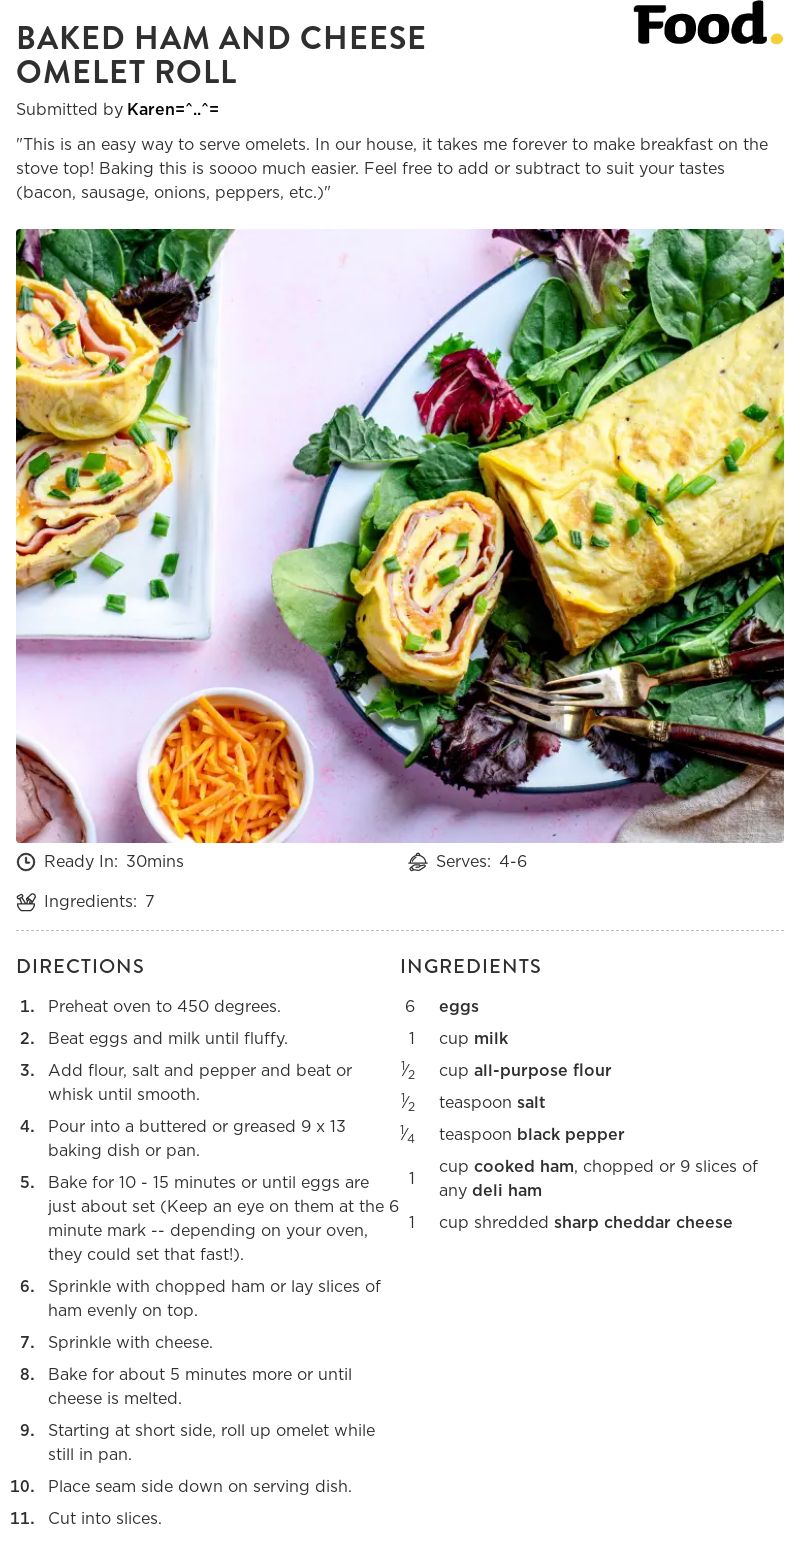 BAKED HAM AND CHEESE
OMELET ROLL
Food.
Submitted by Karen=^..^=
"This is an easy way to serve omelets. In our house, it takes me forever to make breakfast on the
stove top! Baking this is soooo much easier. Feel free to add or subtract to suit your tastes
(bacon, sausage, onions, peppers, etc.)"
Ready In: 30mins
Serves: 4-6
Ingredients: 7
DIRECTIONS
1. Preheat oven to 450 degrees.
2. Beat eggs and milk until fluffy.
3. Add flour, salt and pepper and beat or
whisk until smooth.
4. Pour into a buttered or greased 9 x 13
baking dish or pan.
5. Bake for 10 - 15 minutes or until eggs are
just about set (Keep an eye on them at the 6
minute mark -- depending on your oven,
they could set that fast!).
6. Sprinkle with chopped ham or lay slices of
ham evenly on top.
7. Sprinkle with cheese.
8. Bake for about 5 minutes more or until
cheese is melted.
9. Starting at short side, roll up omelet while
still in pan.
10. Place seam side down on serving dish.
11. Cut into slices.
INGREDIENTS
6 eggs
1 cup milk
1⁄2 cup all-purpose flour
1⁄2 teaspoon salt
1⁄4 teaspoon black pepper
1 cup cooked ham, chopped or 9 slices of
any deli ham
1 cup shredded sharp cheddar cheese